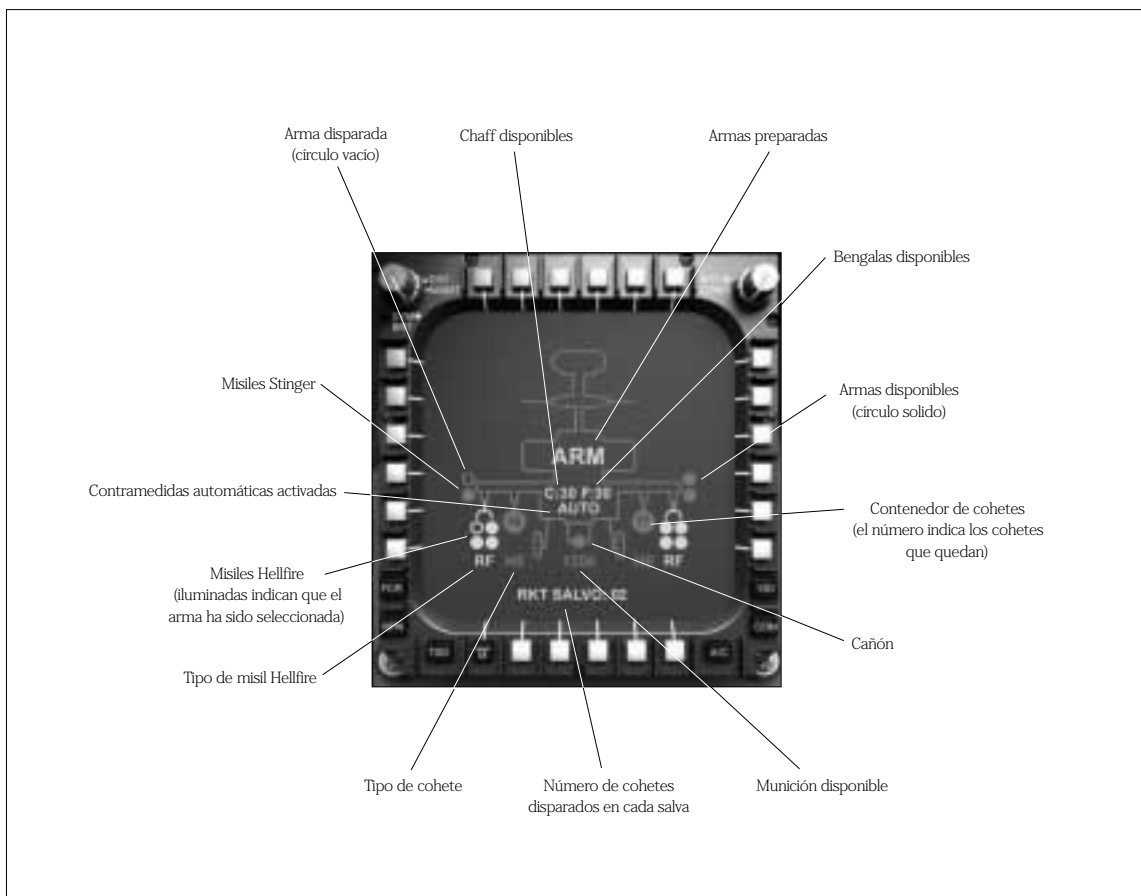 Arma disparada
(círculo vacío)
Chaff disponibles
Armas preparadas
Bengalas disponibles
Misiles Stinger
Armas disponibles
(círculo solido)
ARM
C:30 F:30
AUTO
Contramedidas automáticas activadas
Contenedor de cohetes
(el número indica los cohetes
que quedan)
RF
RF
Misiles Hellfire
(iluminadas indican que el
arma ha sido seleccionada)
RKT SALVO: 02
Cañón
TSD
A/C
Tipo de misil Hellfire
Tipo de cohete
Número de cohetes
disparados en cada salva
Munición disponible